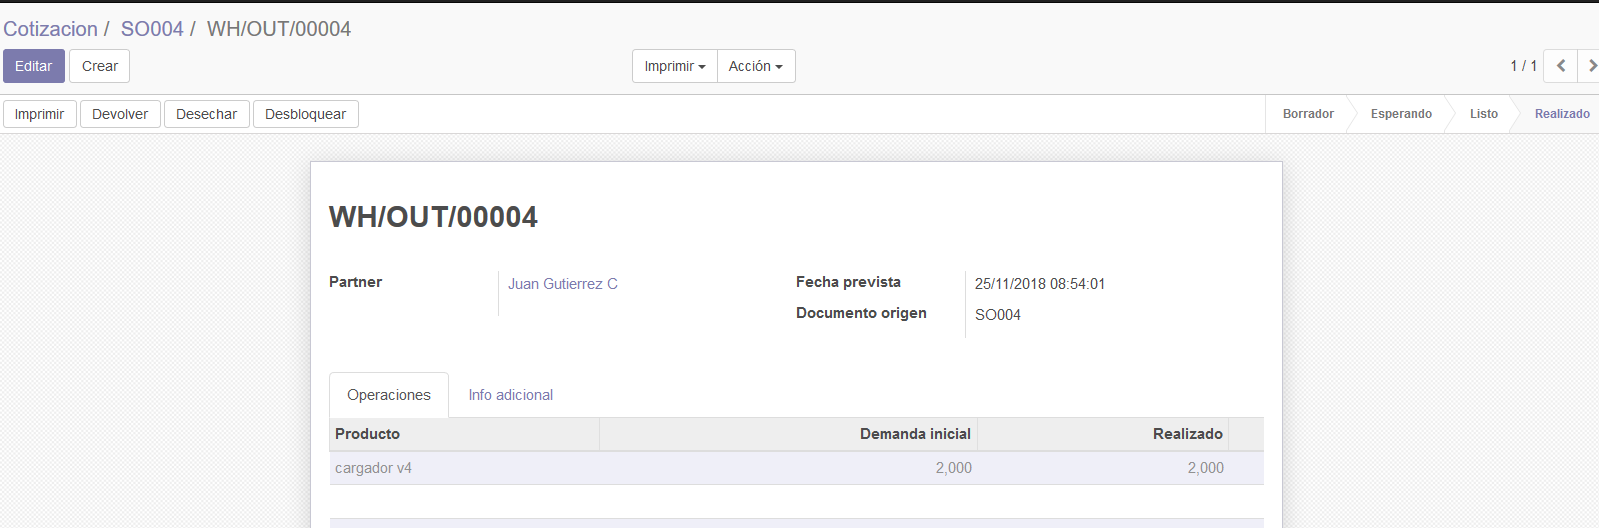 Cotizacion / SO004 / WH/OUT/00004
Editar Crear Imprimir Acción 1 / 1
Imprimir Devolver Desechar Desbloquear Borrador Esperando Listo Realizado
WH/OUT/00004
Partner Juan Gutierrez C Fecha prevista 25/11/2018 08:54:01
Documento origen SO004
Operaciones Info adicional
Producto Demanda inicial Realizado
cargador v4 2,000 2,000